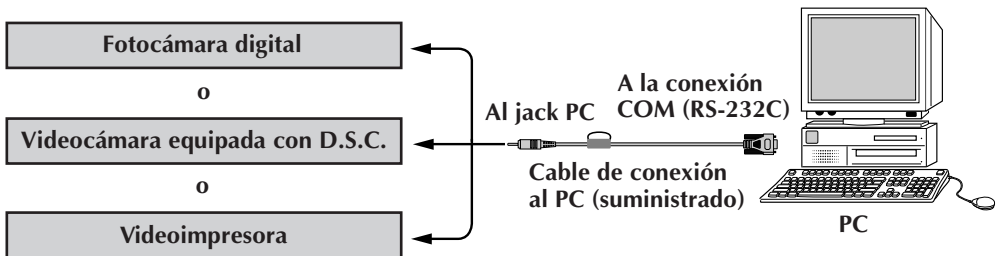 Fotocámara digital
o
Videocámara equipada con D.S.C.
o
Videoimpresora
Al jack PC
A la conexión
COM (RS-232C)
Cable de conexión
al PC (suministrado)
PC